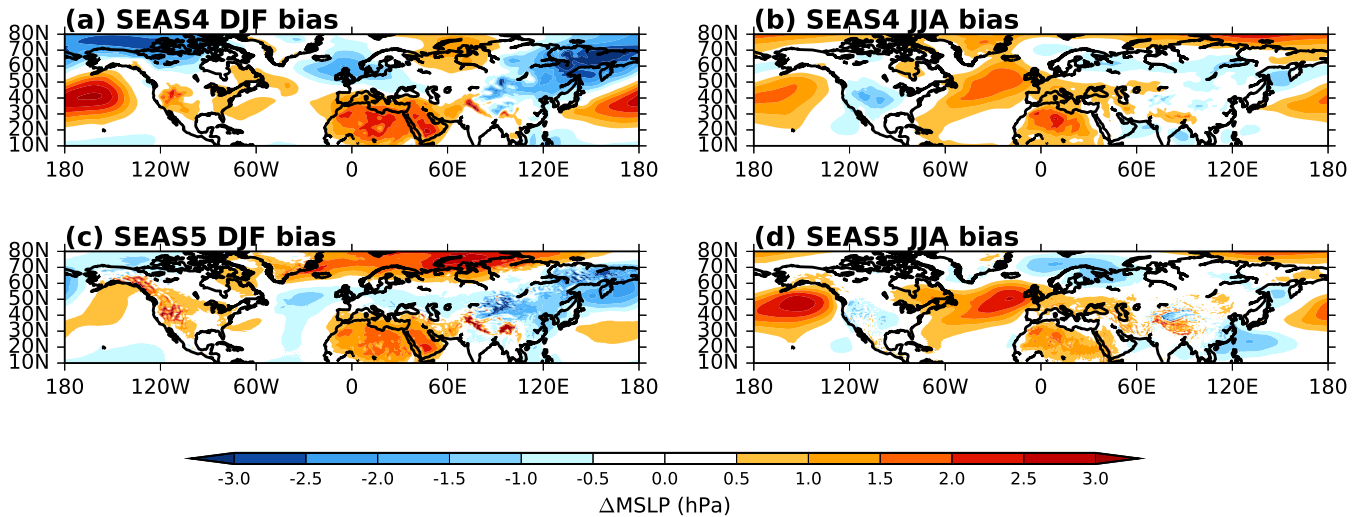 (a) SEAS4 DJF bias
80N
70N
60N
50N
40N
30N
20N
10N
180 120W 60W 0 60E 120E 180
(b) SEAS4 JJA bias
80N
70N
60N
50N
40N
30N
20N
10N
180 120W 60W 0 60E 120E 180
(c) SEAS5 DJF bias
80N
70N
60N
50N
40N
30N
20N
10N
180 120W 60W 0 60E 120E 180
(d) SEAS5 JJA bias
80N
70N
60N
50N
40N
30N
20N
10N
180 120W 60W 0 60E 120E 180
-3.0 -2.5 -2.0 -1.5 -1.0 -0.5 0.0 0.5 1.0 1.5 2.0 2.5 3.0
ΔMSLP (hPa)